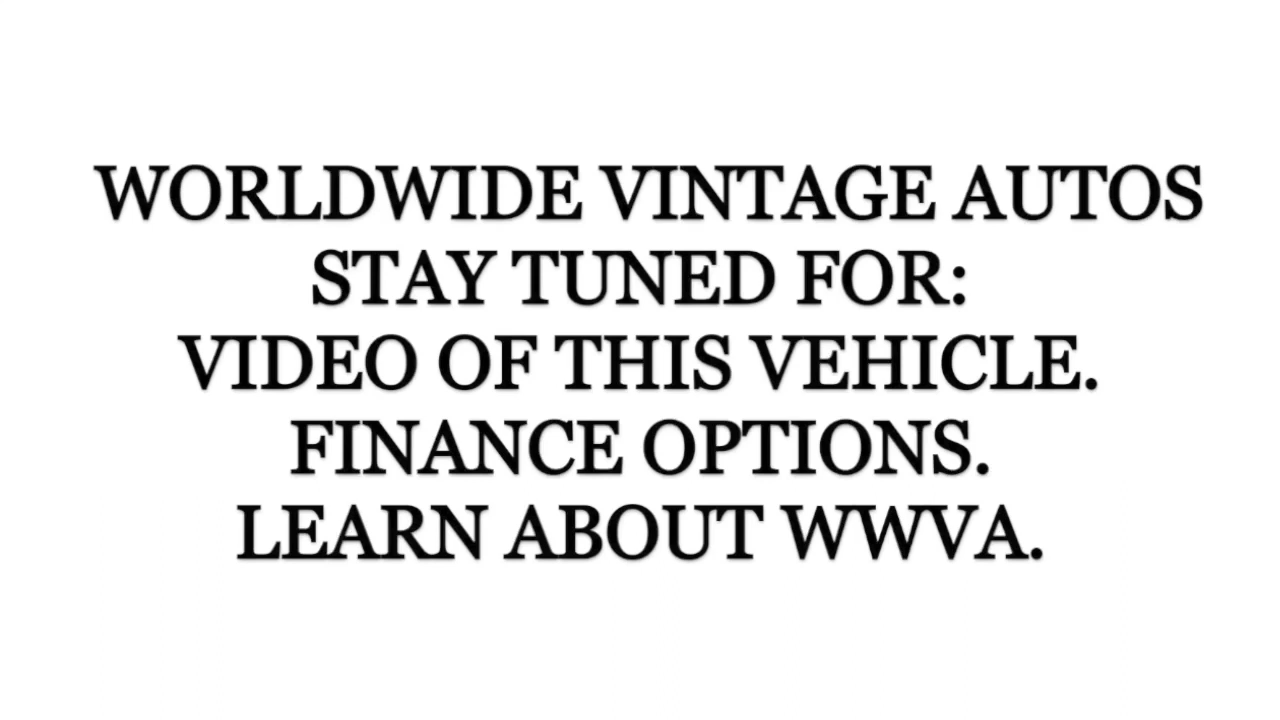 WORLDWIDE VINTAGE AUTOS
STAY TUNED FOR:
VIDEO OF THIS VEHICLE.
FINANCE OPTIONS.
LEARN ABOUT WWVA.